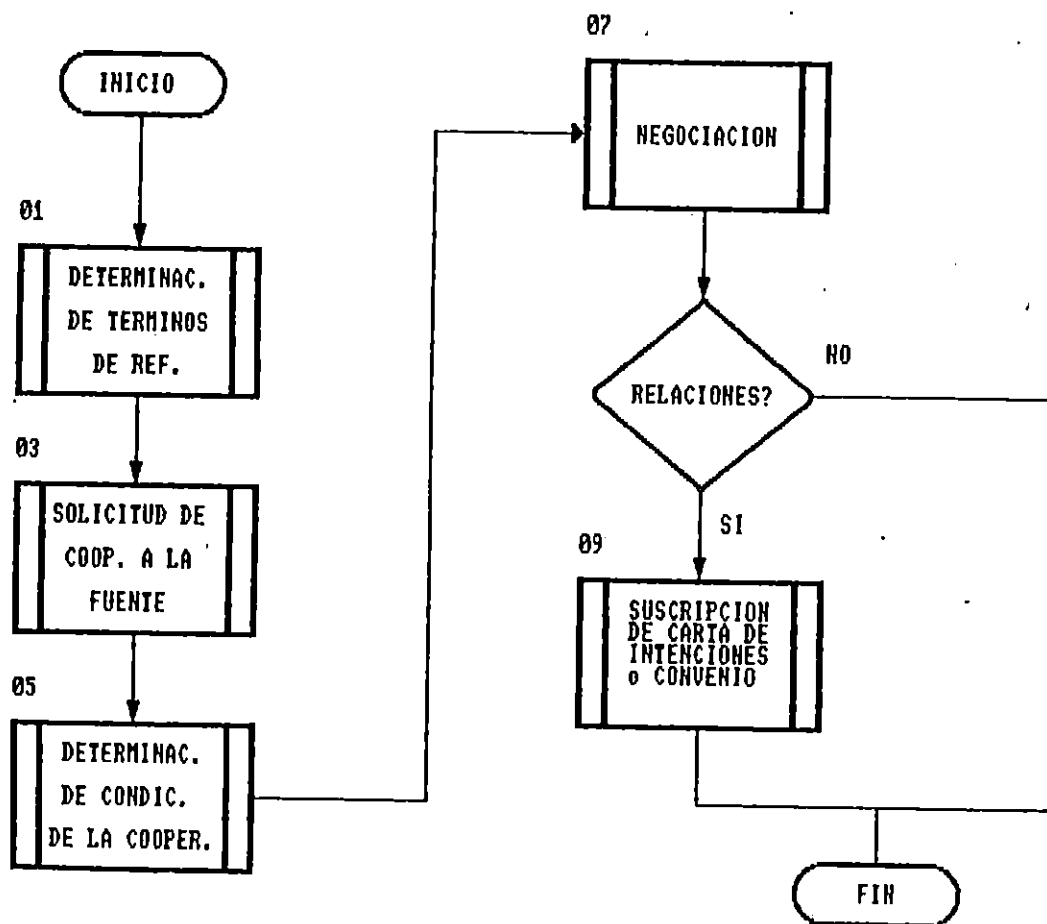 INICIO
01
DETERMINAC.
DE TERMINOS
DE REF.
03
SOLICITUD DE
COOP. A LA
FUENTE
05
DETERMINAC.
DE CONDIC.
DE LA COOPER.
07
NEGOCIACION
RELACIONES?
NO
SI
09
SUSCRIPCION
DE CARTA DE
INTENCIONES
o CONVENIO
FIN